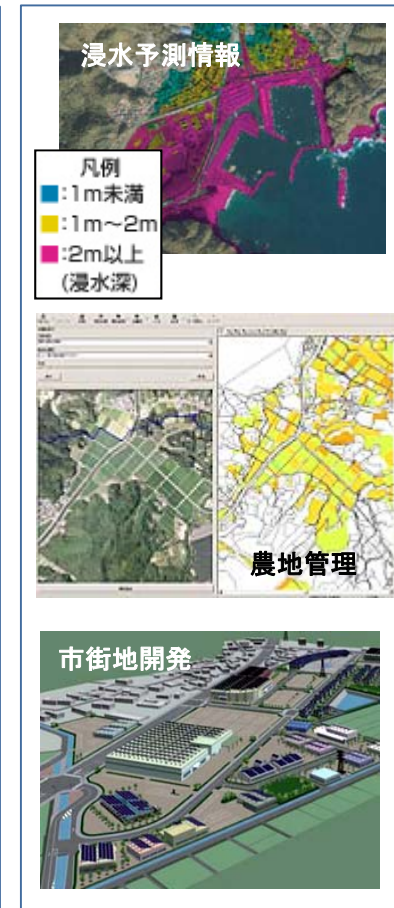 浸水予測情報
凡例
■:1m未満
■:1m～2m
■:2m以上
(浸水深)
農地管理
市街地開発